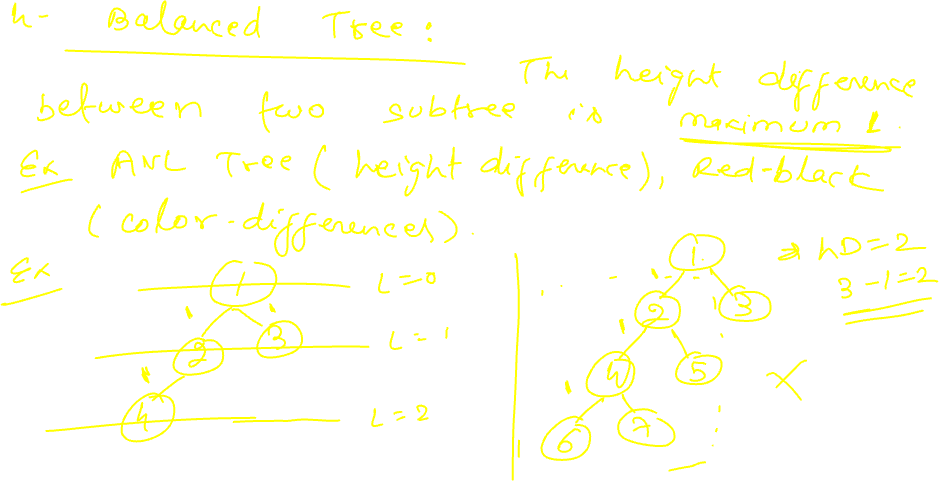 4- Balanced Tree :
The height difference
between two subtree is maximum 1.
Ex AVL Tree ( height difference), Red-black
( color-differences).
Ex
1 L=0
2 3 L=1
4 L=2
1 hD=2
2 3 3-1=2
4 5
6 7